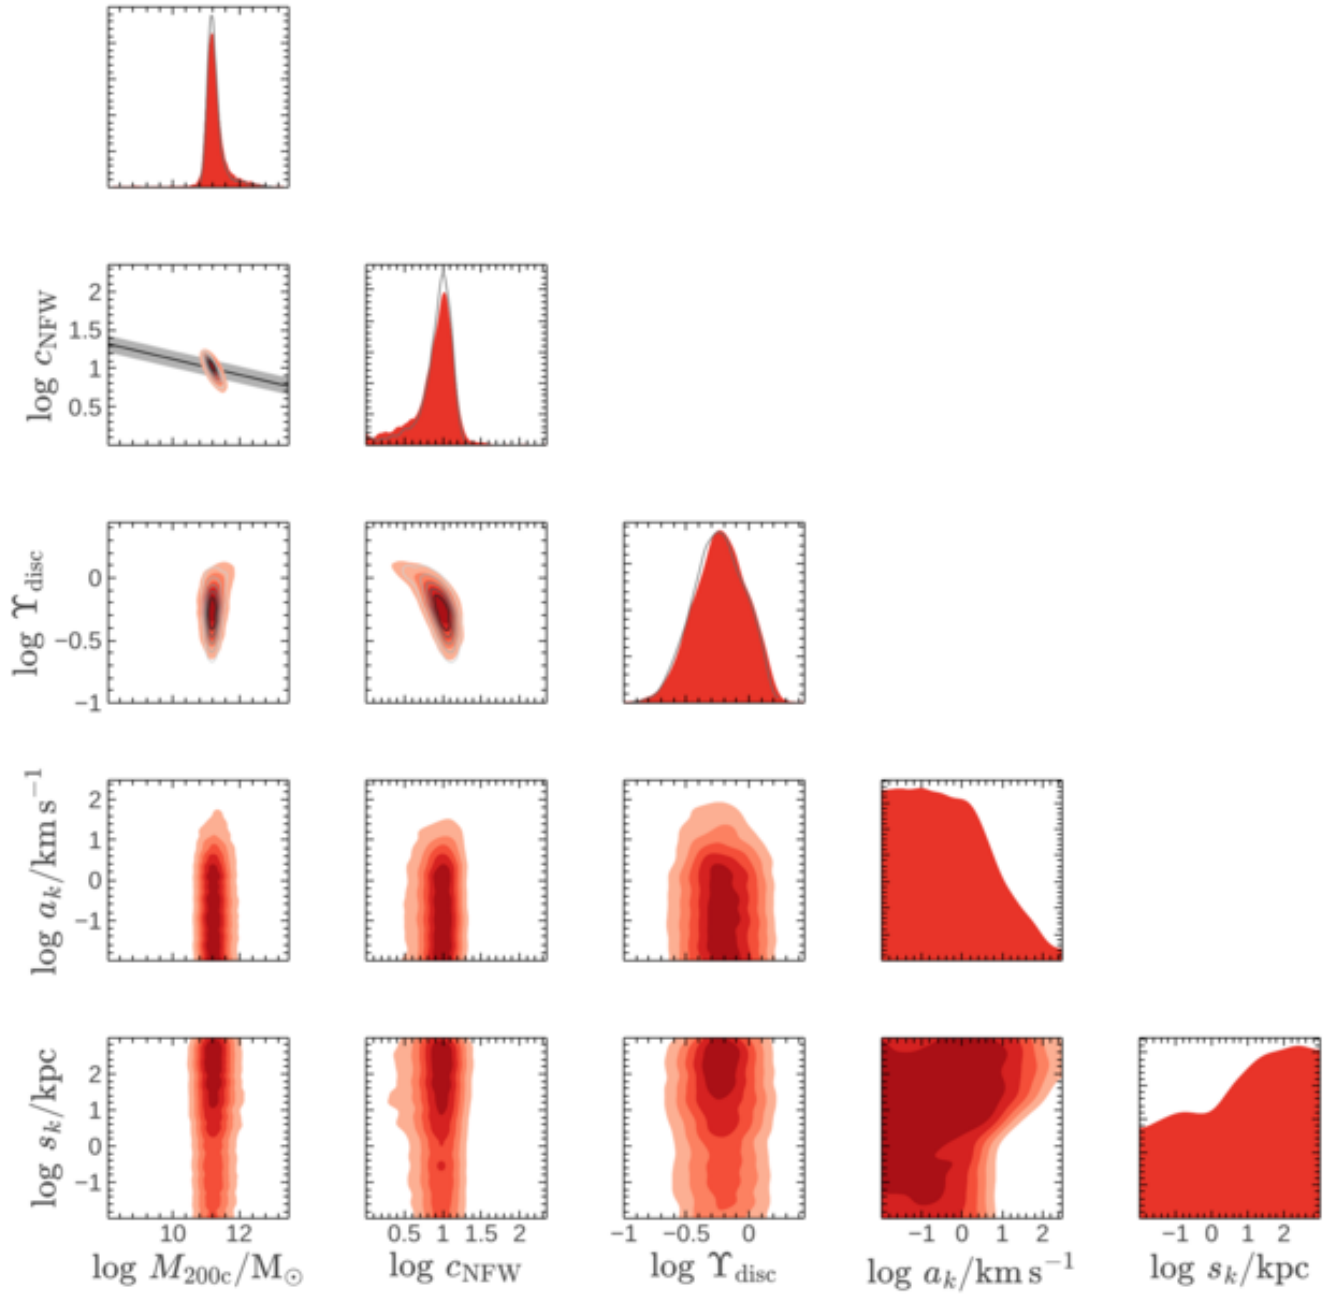 log c_NFW
2
1.5
1
0.5
log ϒ_disc
0
−0.5
−1
log a_k/km s⁻¹
2
1
0
−1
log s_k/kpc
2
1
0
−1
10 12
0.5 1 1.5 2
−1 −0.5 0
−1 0 1 2
−1 0 1 2
log M_200c/M_⊙
log c_NFW
log ϒ_disc
log a_k/km s⁻¹
log s_k/kpc